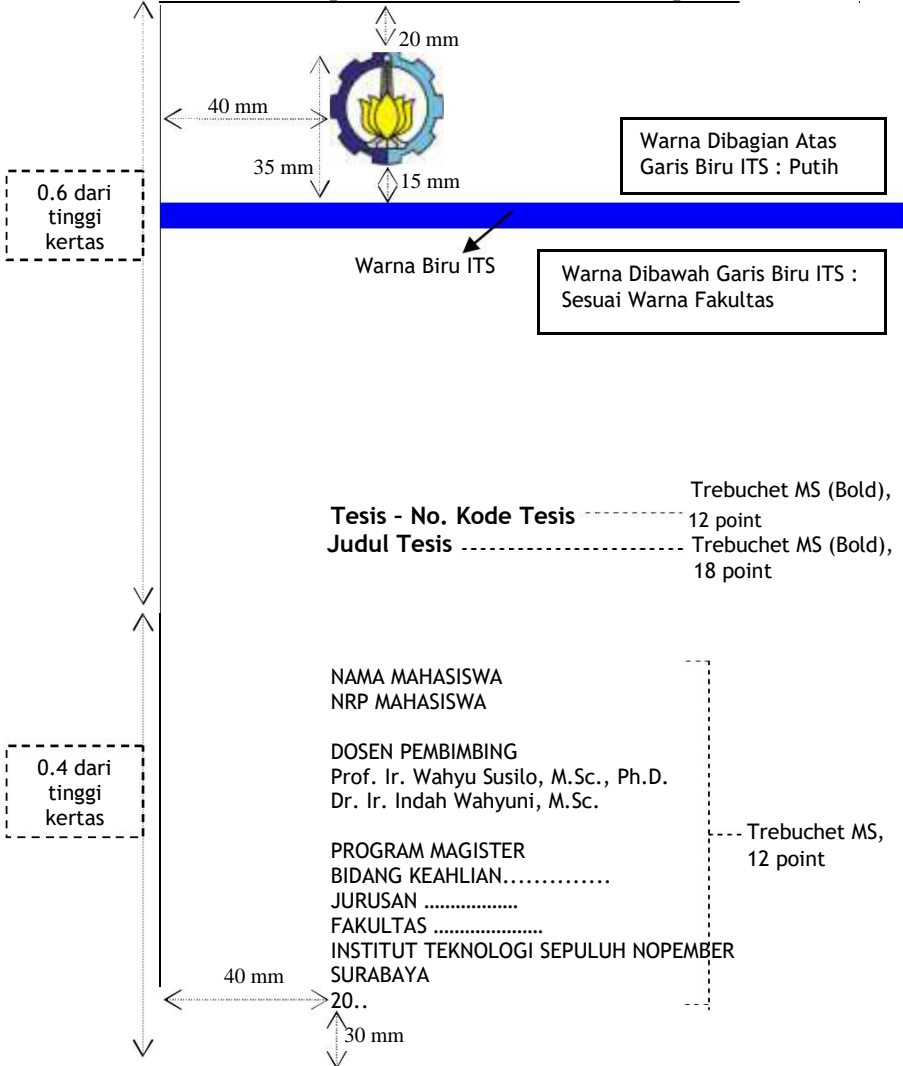 20 mm
40 mm
35 mm
15 mm
Warna Dibagian Atas
Garis Biru ITS : Putih
0.6 dari
tinggi
kertas
Warna Biru ITS
Warna Dibawah Garis Biru ITS :
Sesuai Warna Fakultas
Tesis – No. Kode Tesis
Trebuchet MS (Bold),
12 point
Judul Tesis
Trebuchet MS (Bold),
18 point
NAMA MAHASISWA
NRP MAHASISWA
DOSEN PEMBIMBING
Prof. Ir. Wahyu Susilo, M.Sc., Ph.D.
Dr. Ir. Indah Wahyuni, M.Sc.
0.4 dari
tinggi
kertas
Trebuchet MS,
12 point
PROGRAM MAGISTER
BIDANG KEAHLIAN..............
JURUSAN ..................
FAKULTAS .....................
INSTITUT TEKNOLOGI SEPULUH NOPEMBER
SURABAYA
20..
40 mm
30 mm